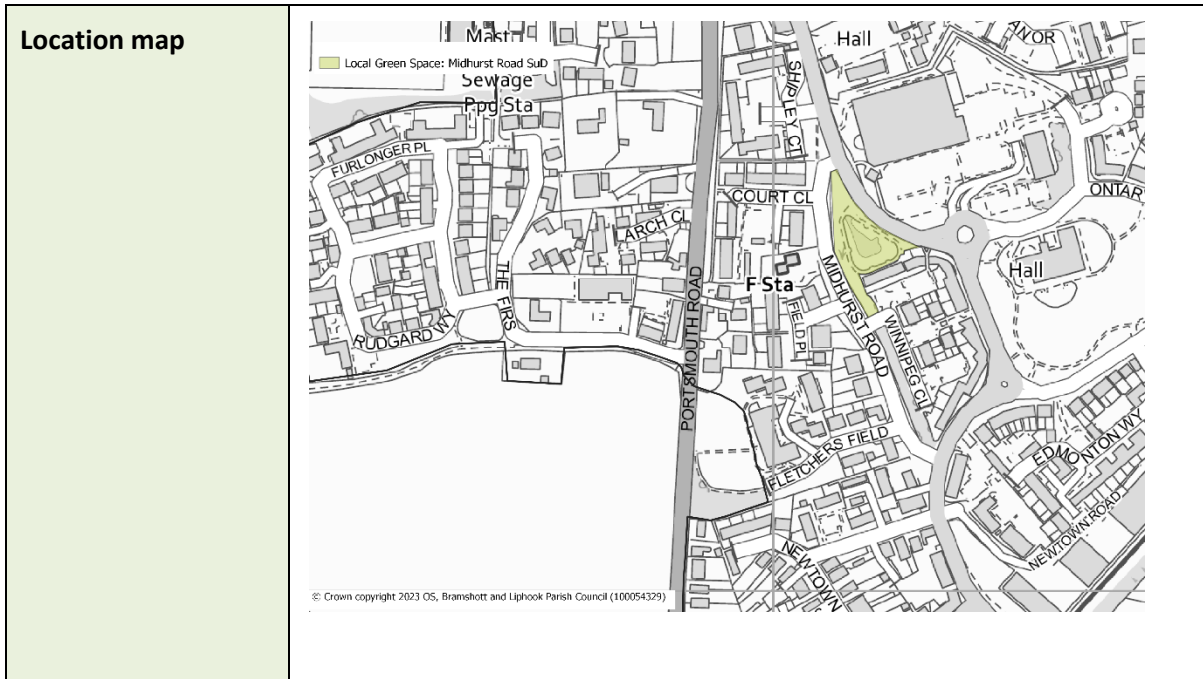 Location map
Mast
Local Green Space: Midhurst Road SuD
Sewage
Ppg Sta
FURLONGER PL
THE FIRS
RUDGARD WY
ARCH CL
PORTSMOUTH ROAD
SHIPLEY CT
COURT CL
Hall
ANOR
ONTAR
F Sta
FIELD PL
MIDHURST ROAD
WINNIPEG CL
Hall
FLETCHERS FIELD
EDMONTON WY
NEWTOWN ROAD
NEWTOWN
© Crown copyright 2023 OS, Bramshott and Liphook Parish Council (100054329)